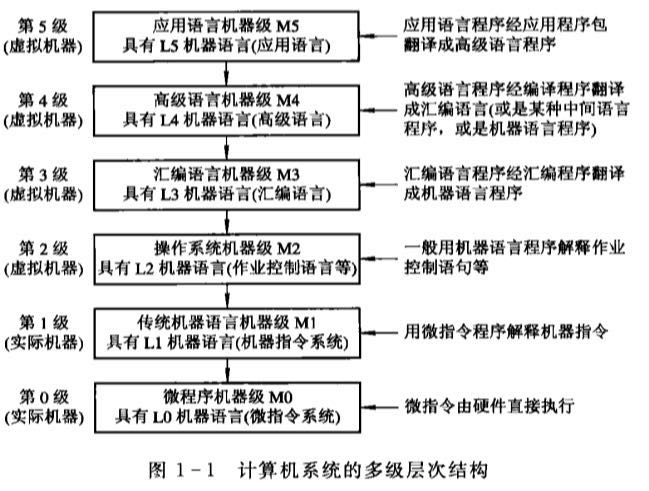 第5级
(虚拟机器)
应用语言机器级 M5
具有 L5 机器语言(应用语言)
应用语言程序经应用程序包
翻译成高级语言程序
第4级
(虚拟机器)
高级语言机器级 M4
具有 L4 机器语言(高级语言)
高级语言程序经编译程序翻译
成汇编语言(或是某种中间语言
程序，或是机器语言程序)
第3级
(虚拟机器)
汇编语言机器级 M3
具有 L3 机器语言(汇编语言)
汇编语言程序经汇编程序翻译
成机器语言程序
第2级
(虚拟机器)
操作系统机器级 M2
具有 L2 机器语言(作业控制语言等)
一般用机器语言程序解释作业
控制语句等
第1级
(实际机器)
传统机器语言机器级 M1
具有 L1 机器语言(机器指令系统)
用微指令程序解释机器指令
第0级
(实际机器)
微程序机器级 M0
具有 L0 机器语言(微指令系统)
微指令由硬件直接执行
图 1-1 计算机系统的多级层次结构